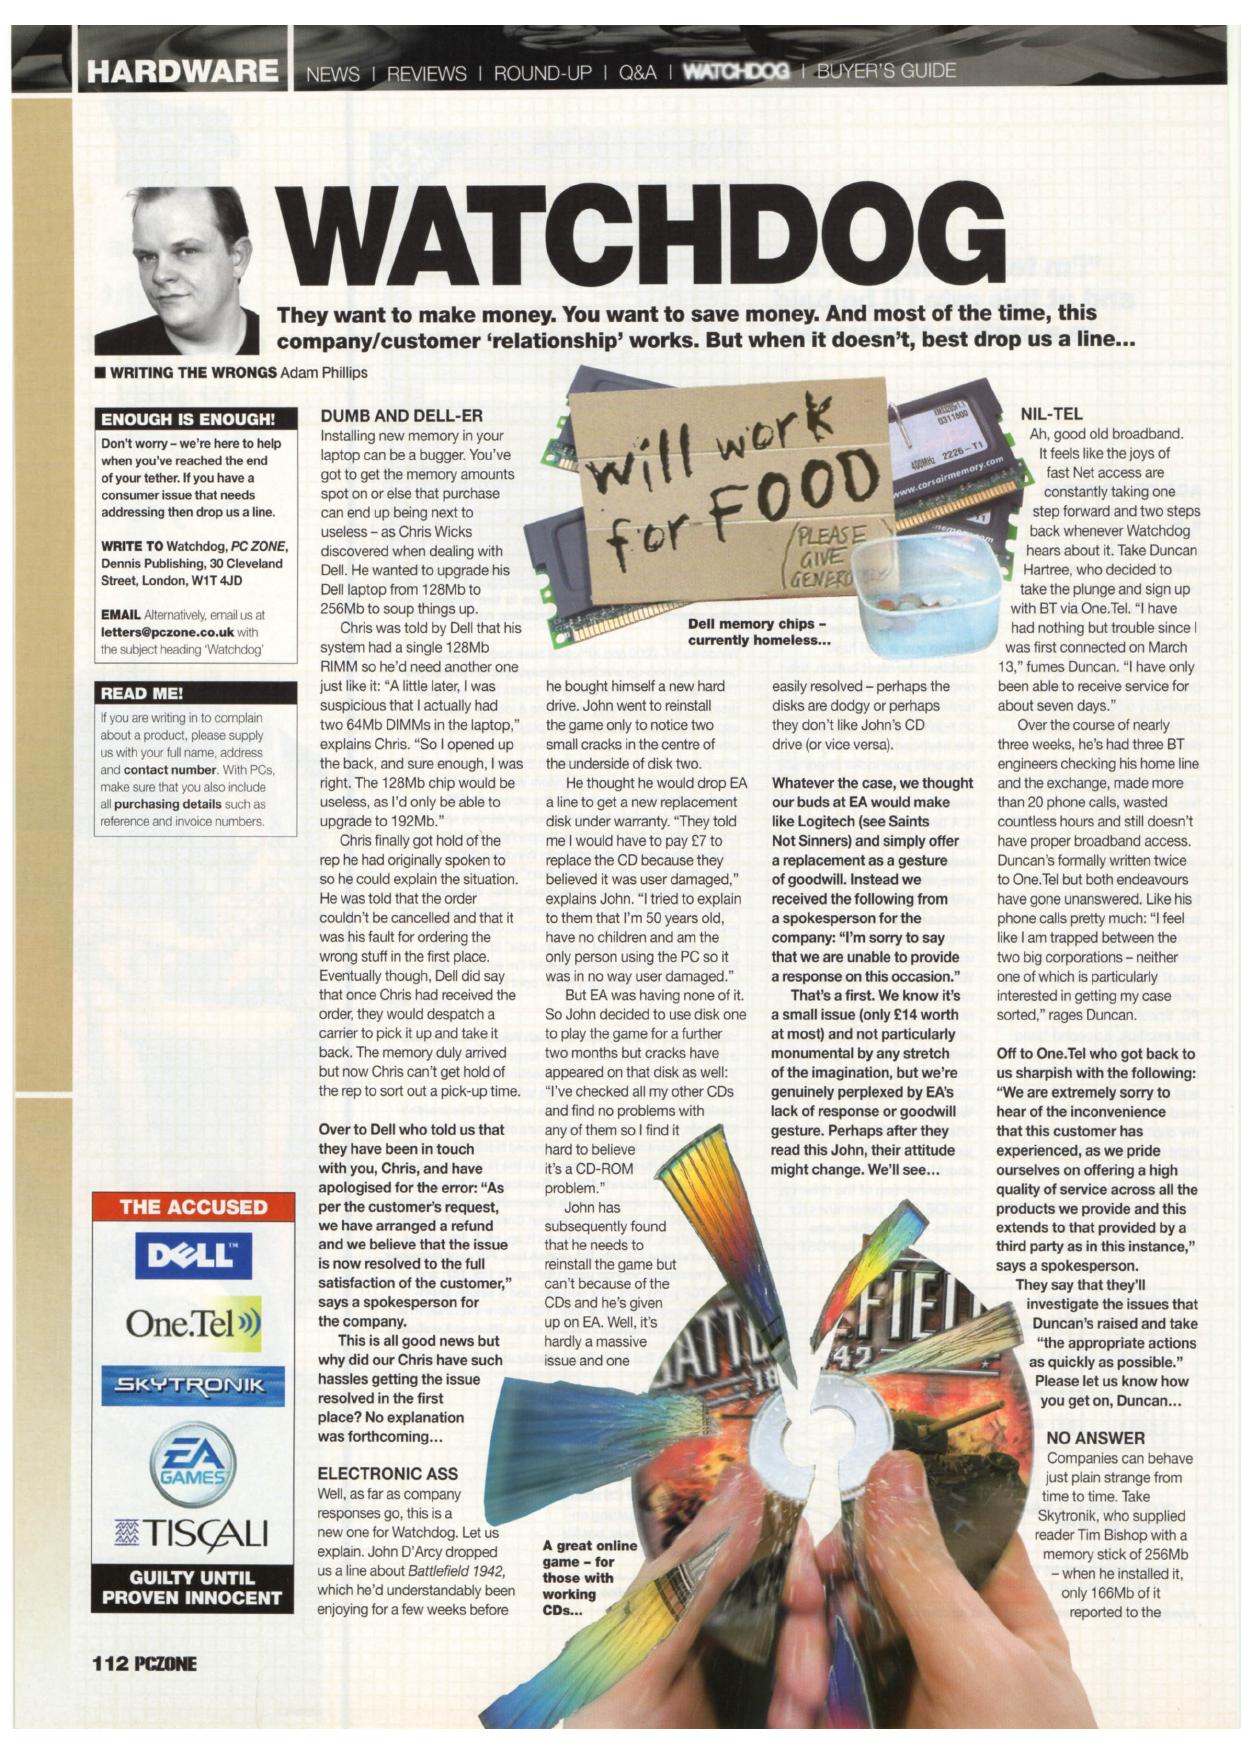 HARDWARE
NEWS | REVIEWS | ROUND-UP | Q&A | WATCHDOG | BUYER'S GUIDE
WATCHDOG
They want to make money. You want to save money. And most of the time, this
company/customer 'relationship' works. But when it doesn't, best drop us a line...
■ WRITING THE WRONGS Adam Phillips
ENOUGH IS ENOUGH!
Don't worry – we're here to help
when you've reached the end
of your tether. If you have a
consumer issue that needs
addressing then drop us a line.
WRITE TO Watchdog, PC ZONE,
Dennis Publishing, 30 Cleveland
Street, London, W1T 4JD
EMAIL Alternatively, email us at
letters@pczone.co.uk with
the subject heading 'Watchdog'
READ ME!
If you are writing in to complain
about a product, please supply
us with your full name, address
and contact number. With PCs,
make sure that you also include
all purchasing details such as
reference and invoice numbers.
THE ACCUSED
DELL™
One.Tel
SKYTRONIK
EA
GAMES
TISCALI
GUILTY UNTIL
PROVEN INNOCENT
DUMB AND DELL-ER
Installing new memory in your
laptop can be a bugger. You've
got to get the memory amounts
spot on or else that purchase
can end up being next to
useless – as Chris Wicks
discovered when dealing with
Dell. He wanted to upgrade his
Dell laptop from 128Mb to
256Mb to soup things up.
Chris was told by Dell that his
system had a single 128Mb
RIMM so he'd need another one
just like it: "A little later, I was
suspicious that I actually had
two 64Mb DIMMs in the laptop,"
explains Chris. "So I opened up
the back, and sure enough, I was
right. The 128Mb chip would be
useless, as I'd only be able to
upgrade to 192Mb."
Chris finally got hold of the
rep he had originally spoken to
so he could explain the situation.
He was told that the order
couldn't be cancelled and that it
was his fault for ordering the
wrong stuff in the first place.
Eventually though, Dell did say
that once Chris had received the
order, they would despatch a
carrier to pick it up and take it
back. The memory duly arrived
but now Chris can't get hold of
the rep to sort out a pick-up time.
Over to Dell who told us that
they have been in touch
with you, Chris, and have
apologised for the error: "As
per the customer's request,
we have arranged a refund
and we believe that the issue
is now resolved to the full
satisfaction of the customer,"
says a spokesperson for
the company.
This is all good news but
why did our Chris have such
hassles getting the issue
resolved in the first
place? No explanation
was forthcoming...
ELECTRONIC ASS
Well, as far as company
responses go, this is a
new one for Watchdog. Let us
explain. John D'Arcy dropped
us a line about Battlefield 1942,
which he'd understandably been
enjoying for a few weeks before
will work
for FOOD
(PLEASE
GIVE
XMS3205v1.1
0311600
400MHz 2226 – T1
www.corsairmemory.com
Dell memory chips –
currently homeless...
he bought himself a new hard
drive. John went to reinstall
the game only to notice two
small cracks in the centre of
the underside of disk two.
He thought he would drop EA
a line to get a new replacement
disk under warranty. "They told
me I would have to pay £7 to
replace the CD because they
believed it was user damaged,"
explains John. "I tried to explain
to them that I'm 50 years old,
have no children and am the
only person using the PC so it
was in no way user damaged."
But EA was having none of it.
So John decided to use disk one
to play the game for a further
two months but cracks have
appeared on that disk as well:
"I've checked all my other CDs
and find no problems with
any of them so I find it
hard to believe
it's a CD-ROM
problem."
John has
subsequently found
that he needs to
reinstall the game but
can't because of the
CDs and he's given
up on EA. Well, it's
hardly a massive
issue and one
easily resolved – perhaps the
disks are dodgy or perhaps
they don't like John's CD
drive (or vice versa).
Whatever the case, we thought
our buds at EA would make
like Logitech (see Saints
Not Sinners) and simply offer
a replacement as a gesture
of goodwill. Instead we
received the following from
a spokesperson for the
company: "I'm sorry to say
that we are unable to provide
a response on this occasion."
That's a first. We know it's
a small issue (only £14 worth
at most) and not particularly
monumental by any stretch
of the imagination, but we're
genuinely perplexed by EA's
lack of response or goodwill
gesture. Perhaps after they
read this John, their attitude
might change. We'll see...
A great online
game – for
those with
working
CDs...
NIL-TEL
Ah, good old broadband.
It feels like the joys of
fast Net access are
constantly taking one
step forward and two steps
back whenever Watchdog
hears about it. Take Duncan
Hartree, who decided to
take the plunge and sign up
with BT via One.Tel. "I have
had nothing but trouble since I
was first connected on March
13," fumes Duncan. "I have only
been able to receive service for
about seven days."
Over the course of nearly
three weeks, he's had three BT
engineers checking his home line
and the exchange, made more
than 20 phone calls, wasted
countless hours and still doesn't
have proper broadband access.
Duncan's formally written twice
to One.Tel but both endeavours
have gone unanswered. Like his
phone calls pretty much: "I feel
like I am trapped between the
two big corporations – neither
one of which is particularly
interested in getting my case
sorted," rages Duncan.
Off to One.Tel who got back to
us sharpish with the following:
"We are extremely sorry to
hear of the inconvenience
that this customer has
experienced, as we pride
ourselves on offering a high
quality of service across all the
products we provide and this
extends to that provided by a
third party as in this instance,"
says a spokesperson.
They say that they'll
investigate the issues that
Duncan's raised and take
"the appropriate actions
as quickly as possible."
Please let us know how
you get on, Duncan...
NO ANSWER
Companies can behave
just plain strange from
time to time. Take
Skytronik, who supplied
reader Tim Bishop with a
memory stick of 256Mb
– when he installed it,
only 166Mb of it
reported to the
112 PCZONE